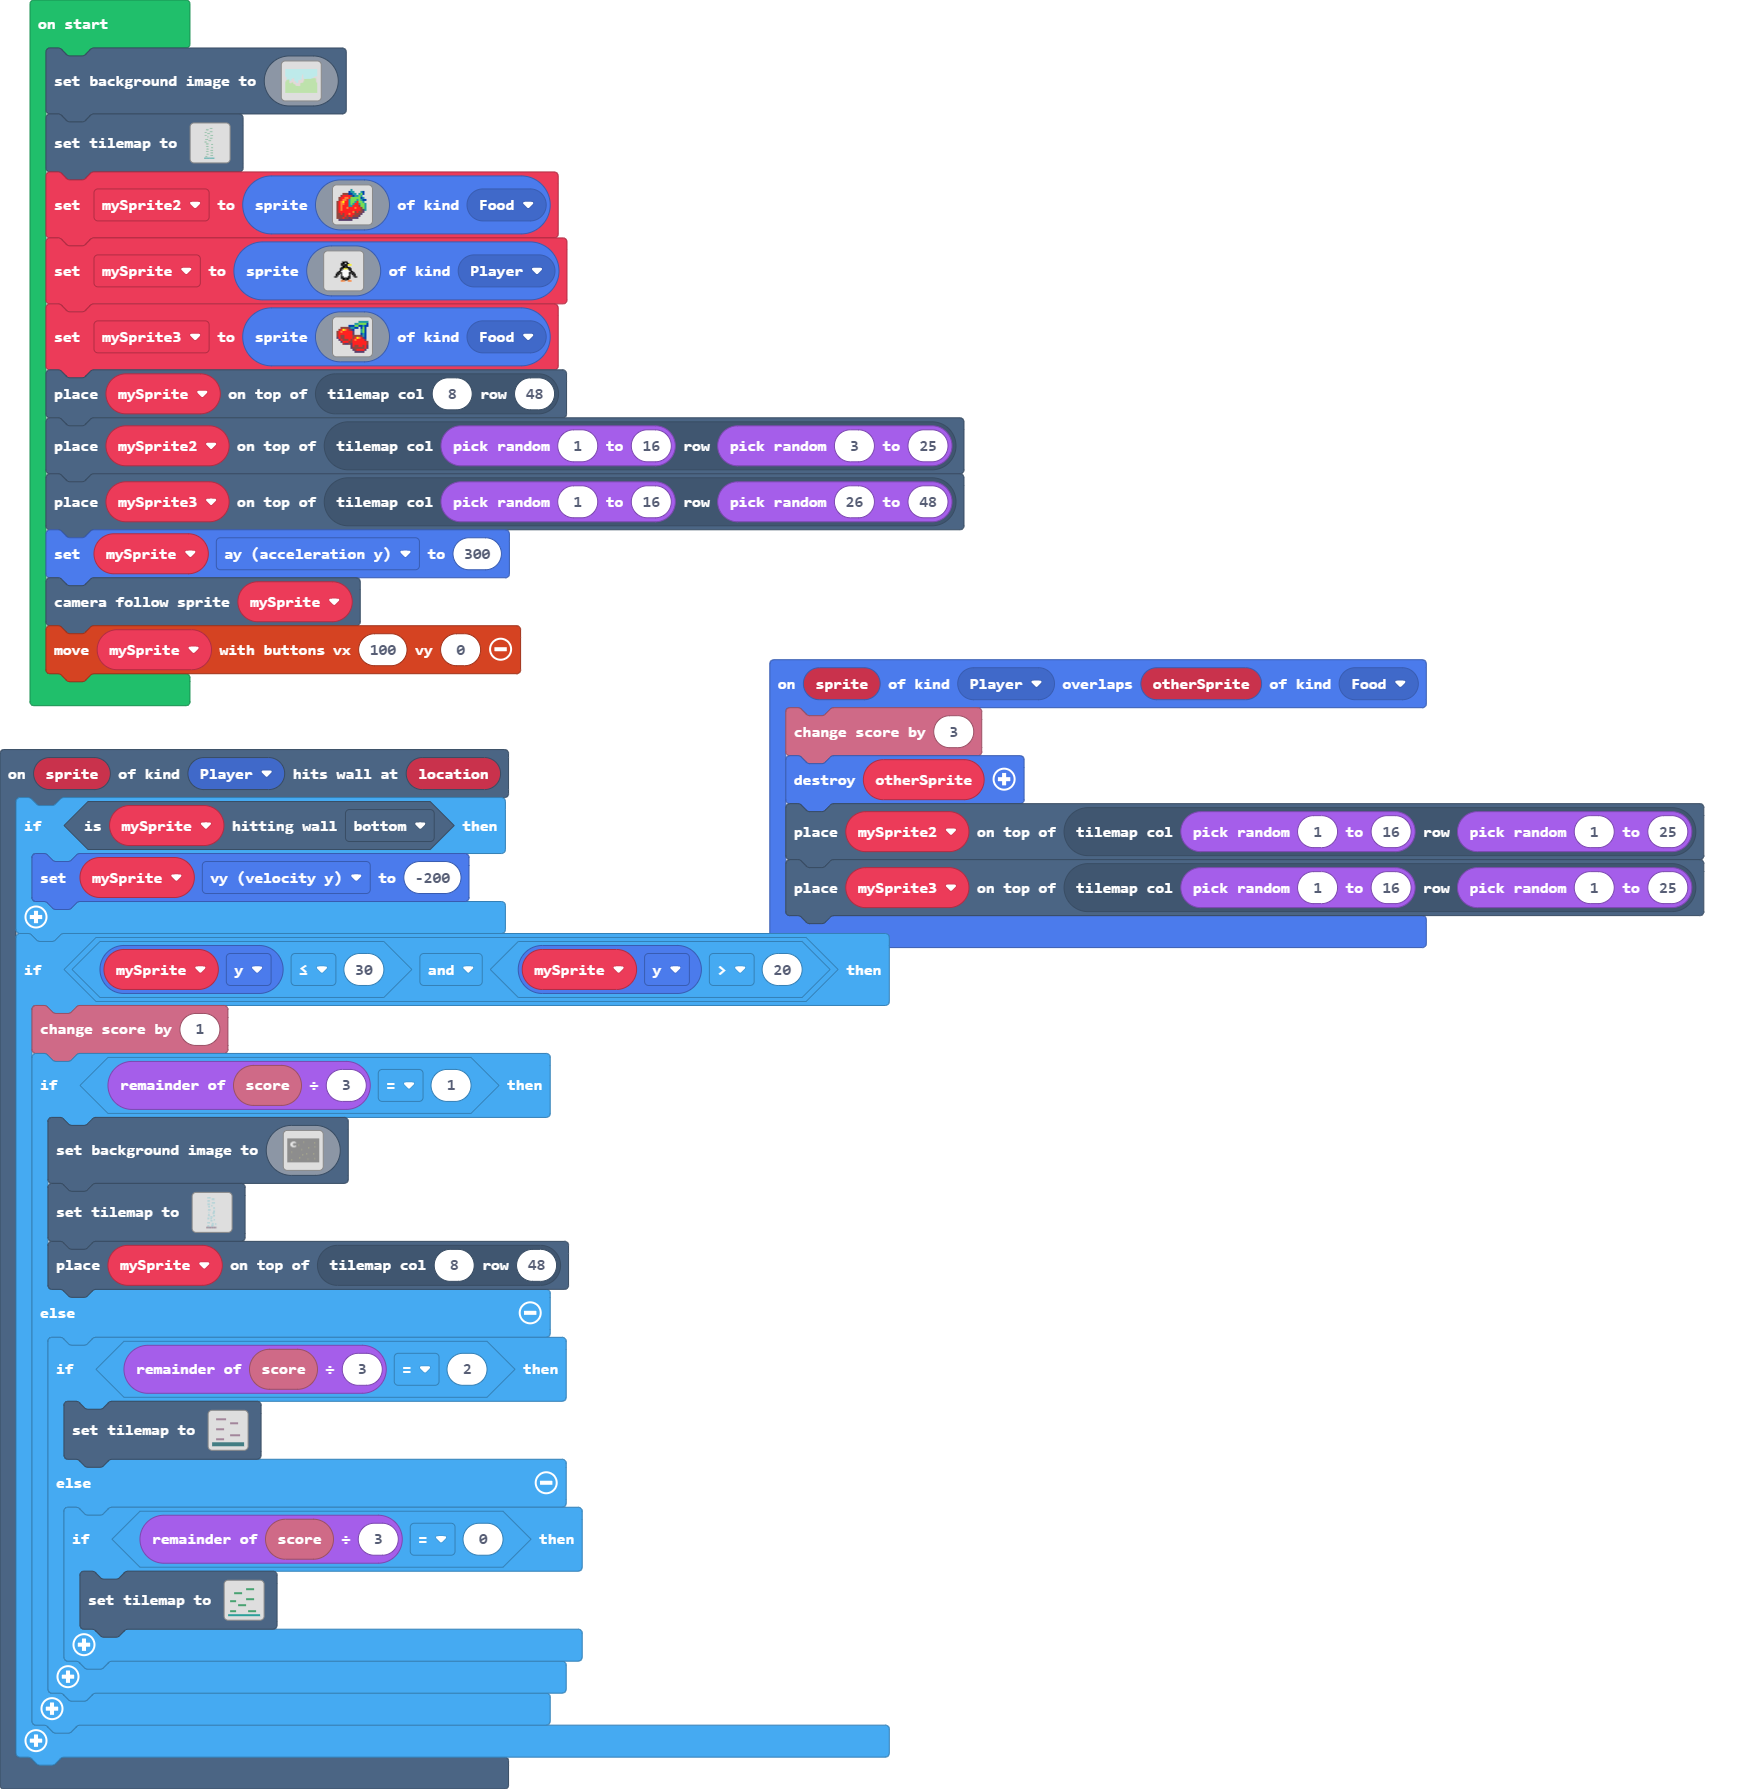 on start
set background image to
set tilemap to
set mySprite2 to sprite of kind Food
set mySprite to sprite of kind Player
set mySprite3 to sprite of kind Food
place mySprite on top of tilemap col 8 row 48
place mySprite2 on top of tilemap col pick random 1 to 16 row pick random 3 to 25
place mySprite3 on top of tilemap col pick random 1 to 16 row pick random 26 to 48
set mySprite ay (acceleration y) to 300
camera follow sprite mySprite
move mySprite with buttons vx 100 vy 0
on sprite of kind Player overlaps otherSprite of kind Food
change score by 3
destroy otherSprite
place mySprite2 on top of tilemap col pick random 1 to 16 row pick random 1 to 25
place mySprite3 on top of tilemap col pick random 1 to 16 row pick random 1 to 25
on sprite of kind Player hits wall at location
if is mySprite hitting wall bottom then
set mySprite vy (velocity y) to -200
if mySprite y ≤ 30 and mySprite y > 20 then
change score by 1
if remainder of score ÷ 3 = 1 then
set background image to
set tilemap to
place mySprite on top of tilemap col 8 row 48
else
if remainder of score ÷ 3 = 2 then
set tilemap to
else
if remainder of score ÷ 3 = 0 then
set tilemap to